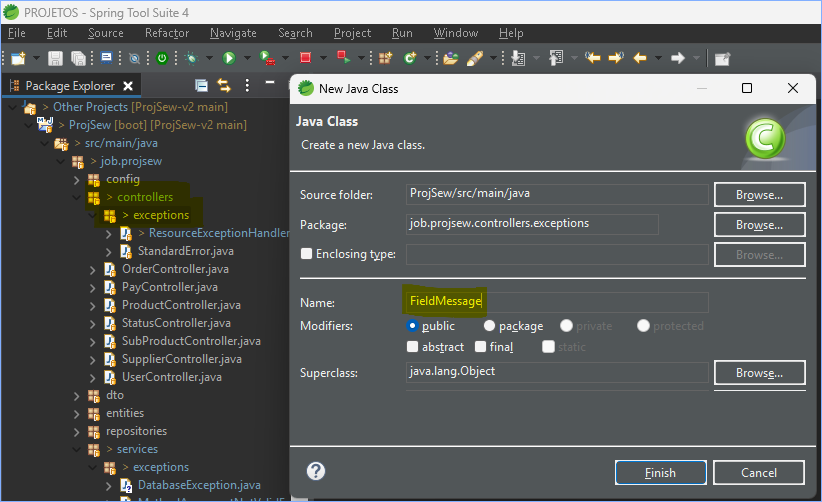 PROJETOS - Spring Tool Suite 4
File Edit Source Refactor Navigate Search Project Run Window Help
Package Explorer
> Other Projects [ProjSew-v2 main]
> ProjSew [boot] [ProjSew-v2 main]
> src/main/java
> job.projsew
config
> controllers
> exceptions
> ResourceExceptionHandler
StandardError.java
OrderController.java
PayController.java
ProductController.java
StatusController.java
SubProductController.java
SupplierController.java
UserController.java
dto
entities
repositories
> services
> exceptions
DatabaseException.java
New Java Class
Java Class
Create a new Java class.
Source folder: ProjSew/src/main/java Browse...
Package: job.projsew.controllers.exceptions Browse...
Enclosing type: Browse...
Name: FieldMessage
Modifiers: public package private protected
abstract final static
Superclass: java.lang.Object Browse...
Finish Cancel